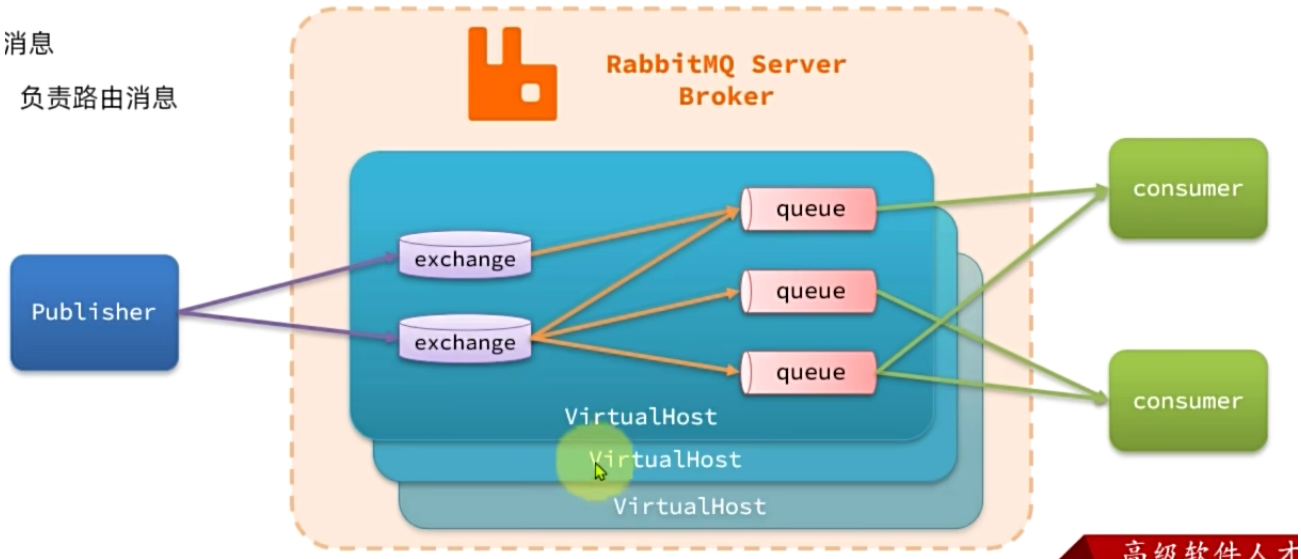 消息
负责路由消息
RabbitMQ Server
Broker
Publisher
exchange
exchange
queue
queue
queue
VirtualHost
VirtualHost
VirtualHost
consumer
consumer
高级软件人才